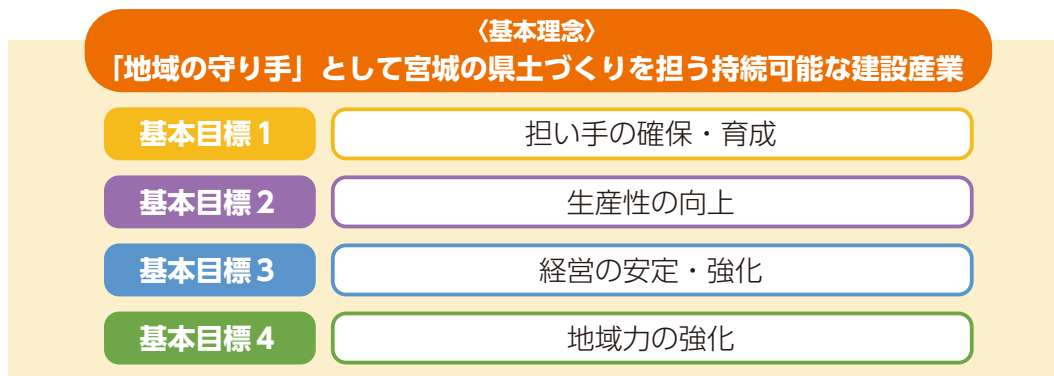 〈基本理念〉
「地域の守り手」として宮城の県土づくりを担う持続可能な建設産業
基本目標1 担い手の確保・育成
基本目標2 生産性の向上
基本目標3 経営の安定・強化
基本目標4 地域力の強化